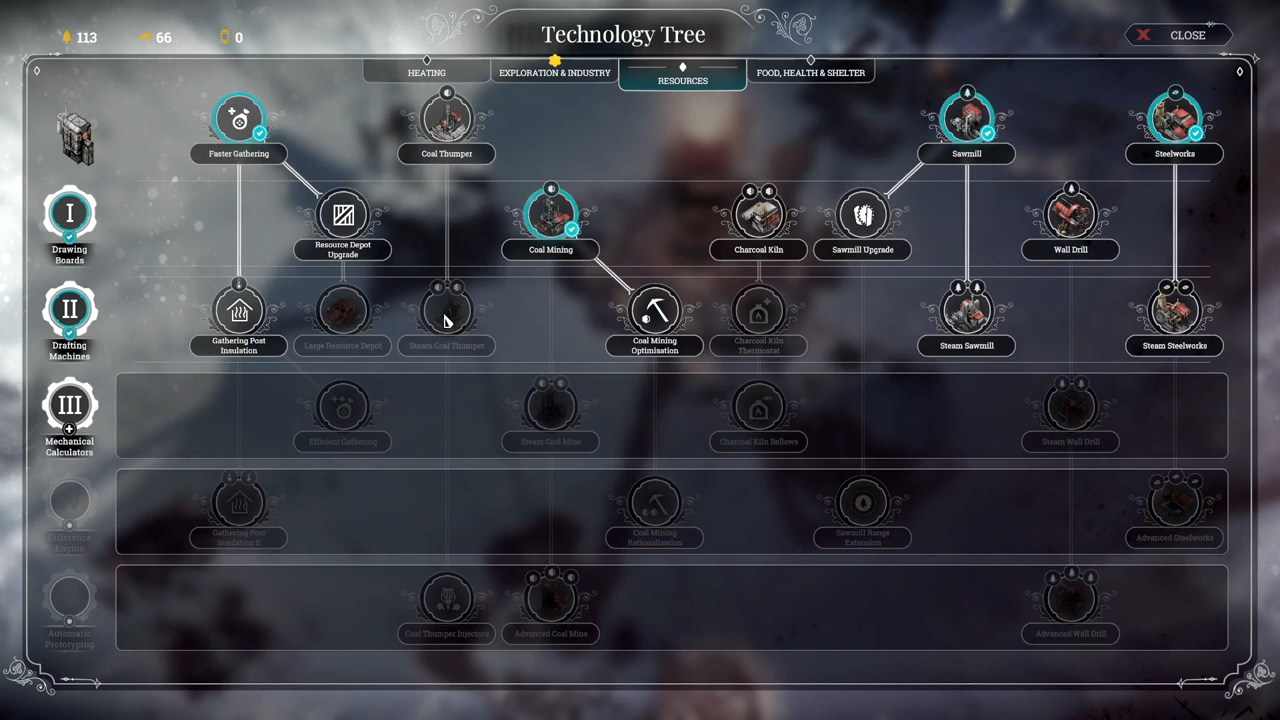 113 66 0
Technology Tree
CLOSE
HEATING
EXPLORATION & INDUSTRY
RESOURCES
FOOD, HEALTH & SHELTER
Faster Gathering
Coal Thumper
Sawmill
Steelworks
I
Drawing
Boards
Resource Depot
Upgrade
Coal Mining
Charcoal Kiln
Sawmill Upgrade
Wall Drill
II
Drafting
Machines
Gathering Post
Insulation
Large Resource Depot
Steam Coal Thumper
Coal Mining
Optimisation
Charcoal Kiln
Thermostat
Steam Sawmill
Steam Steelworks
III
Mechanical
Calculators
Efficient Gathering
Steam Coal Mine
Charcoal Kiln Bellows
Steam Wall Drill
Difference
Engine
Gathering Post
Insulation II
Coal Mining
Rationalisation
Sawmill Range
Extension
Advanced Steelworks
Automatic
Prototyping
Coal Thumper Injectors
Advanced Coal Mine
Advanced Wall Drill